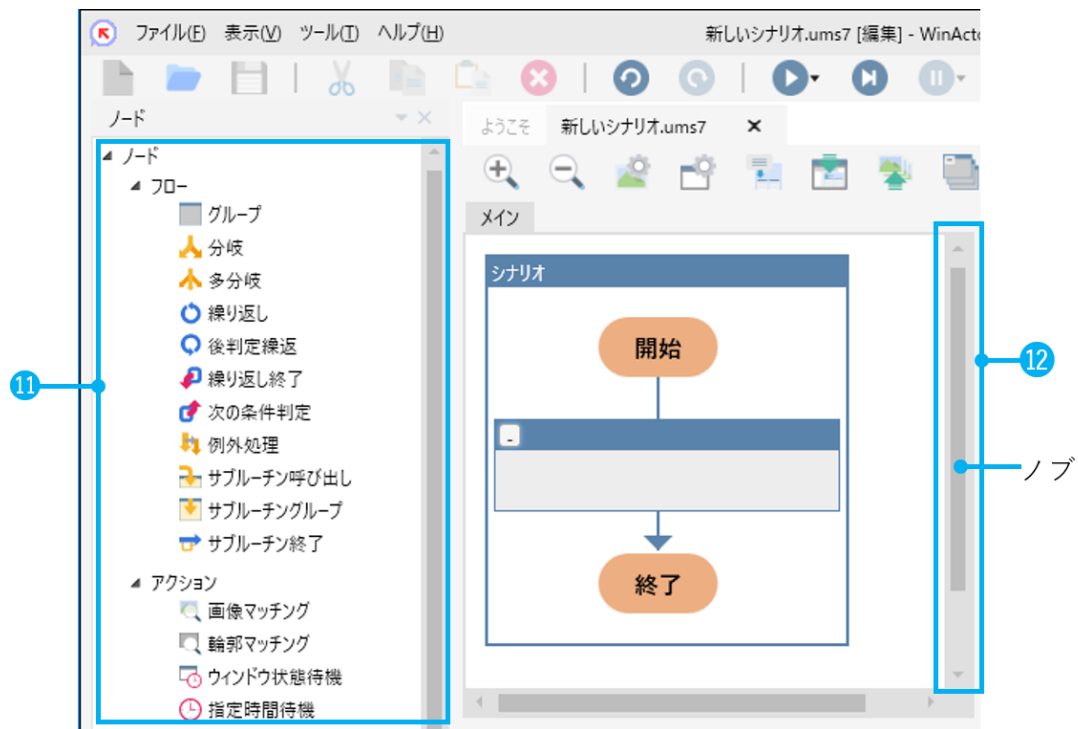 ファイル(F) 表示(V) ツール(T) ヘルプ(H) 新しいシナリオ.ums7 [編集] - WinActo
ノード
ようこそ 新しいシナリオ.ums7
ノード
フロー
グループ
分岐
多分岐
繰り返し
後判定繰返
繰り返し終了
次の条件判定
例外処理
サブルーチン呼び出し
サブルーチングループ
サブルーチン終了
アクション
画像マッチング
輪郭マッチング
ウィンドウ状態待機
指定時間待機
11
メイン
シナリオ
開始
-
終了
12
ノブ